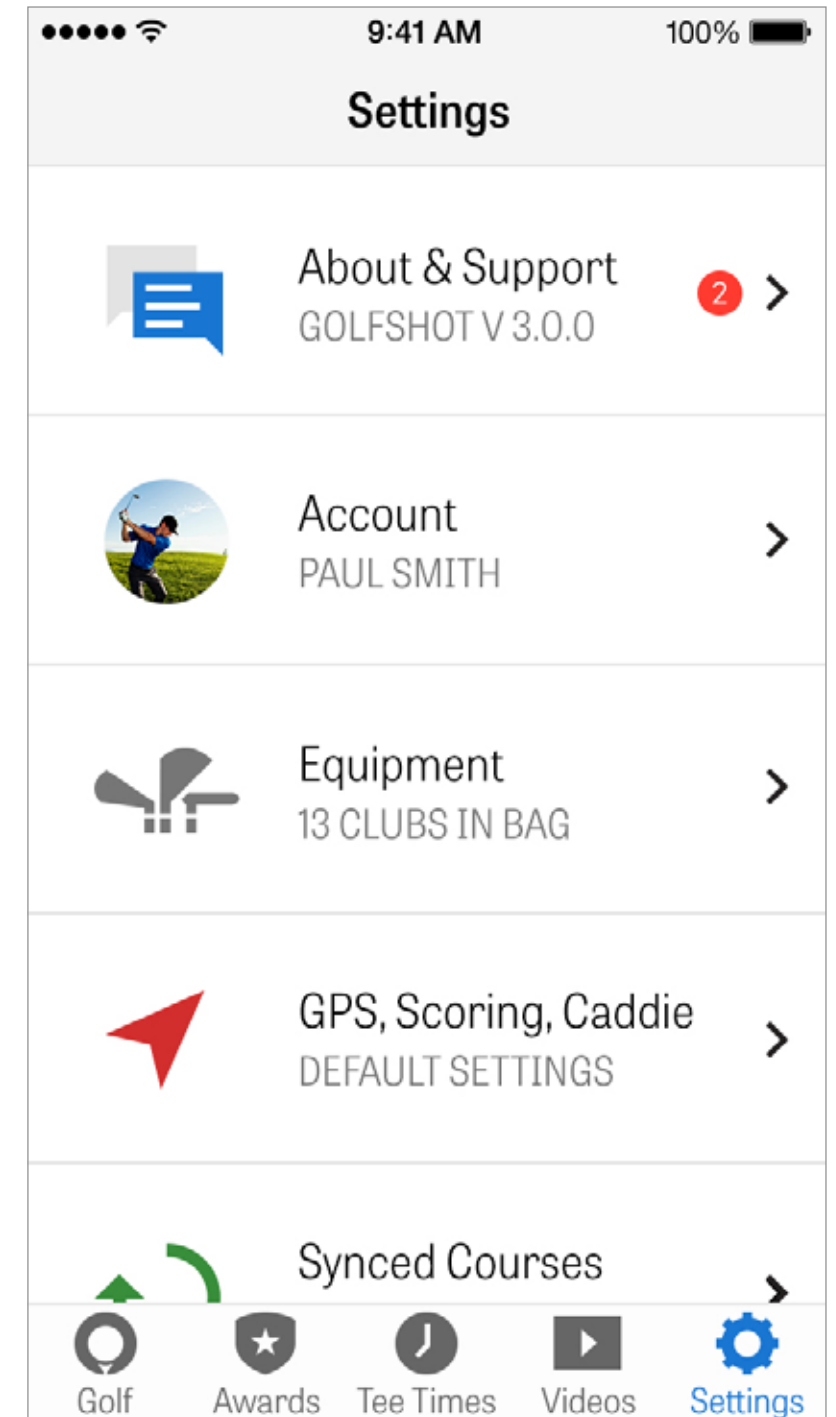 9:41 AM 100%
Settings
About & Support
GOLFSHOT V 3.0.0
2
Account
PAUL SMITH
Equipment
13 CLUBS IN BAG
GPS, Scoring, Caddie
DEFAULT SETTINGS
Synced Courses
Golf Awards Tee Times Videos Settings